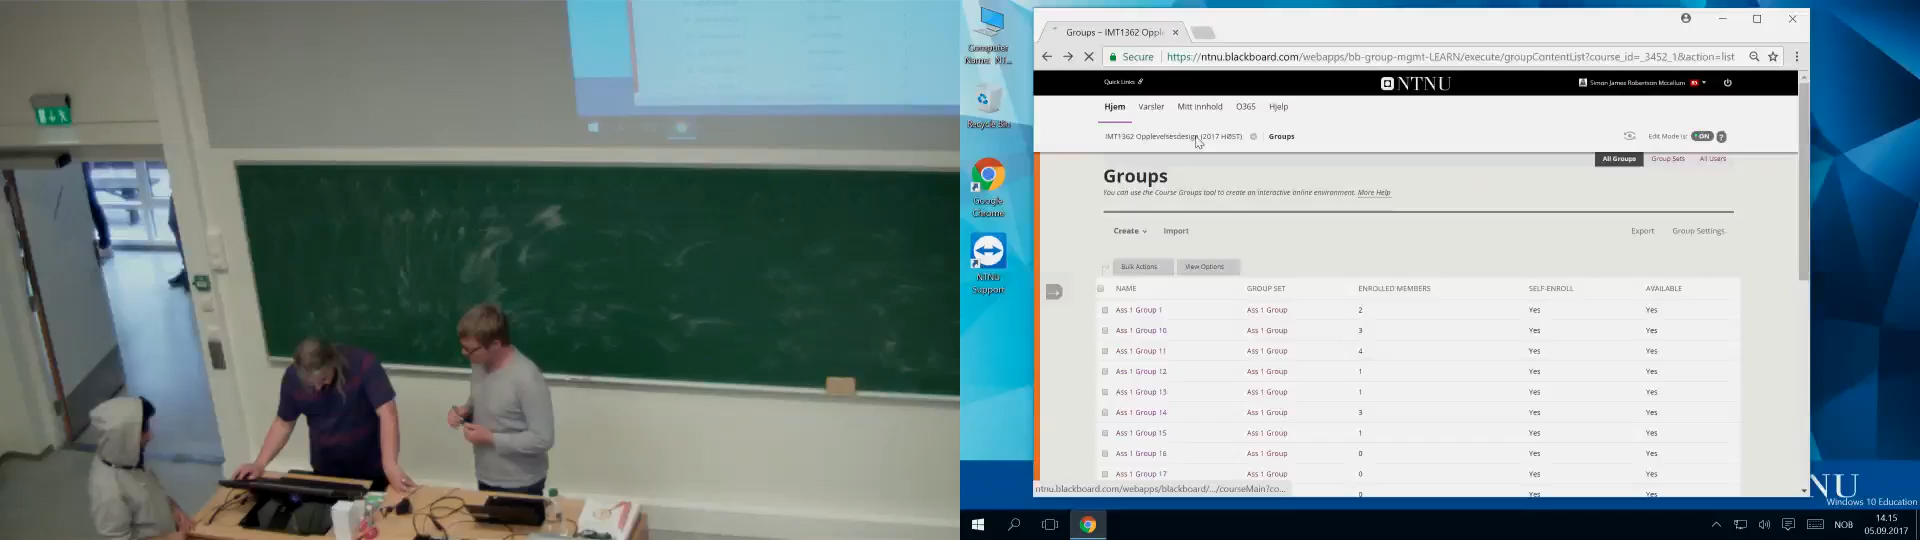 Computer
Name: NT...
Recycle Bin
Google
Chrome
NTNU
Support
Groups – IMT1362 Oppl
Secure
https://ntnu.blackboard.com/webapps/bb-group-mgmt-LEARN/execute/groupContentList?course_id=_3452_1&action=list
Quick Links
NTNU
Simon James Robertson Mccallum
Hjem Varsler Mitt innhold O365 Hjelp
IMT1362 Opplevelsesdesign (2017 HØST) Groups
Edit Mode is: ON ?
All Groups Group Sets All Users
Groups
You can use the Course Groups tool to create an interactive online environment. More Help
Create Import Export Group Settings
Bulk Actions View Options
NAME GROUP SET ENROLLED MEMBERS SELF-ENROLL AVAILABLE
Ass 1 Group 1 Ass 1 Group 2 Yes Yes
Ass 1 Group 10 Ass 1 Group 3 Yes Yes
Ass 1 Group 11 Ass 1 Group 4 Yes Yes
Ass 1 Group 12 Ass 1 Group 1 Yes Yes
Ass 1 Group 13 Ass 1 Group 1 Yes Yes
Ass 1 Group 14 Ass 1 Group 3 Yes Yes
Ass 1 Group 15 Ass 1 Group 1 Yes Yes
Ass 1 Group 16 Ass 1 Group 0 Yes Yes
Ass 1 Group 17 Ass 1 Group 0 Yes Yes
ntnu.blackboard.com/webapps/blackboard/.../courseMain?co...
NU
Windows 10 Education
NOB
14.15
05.09.2017